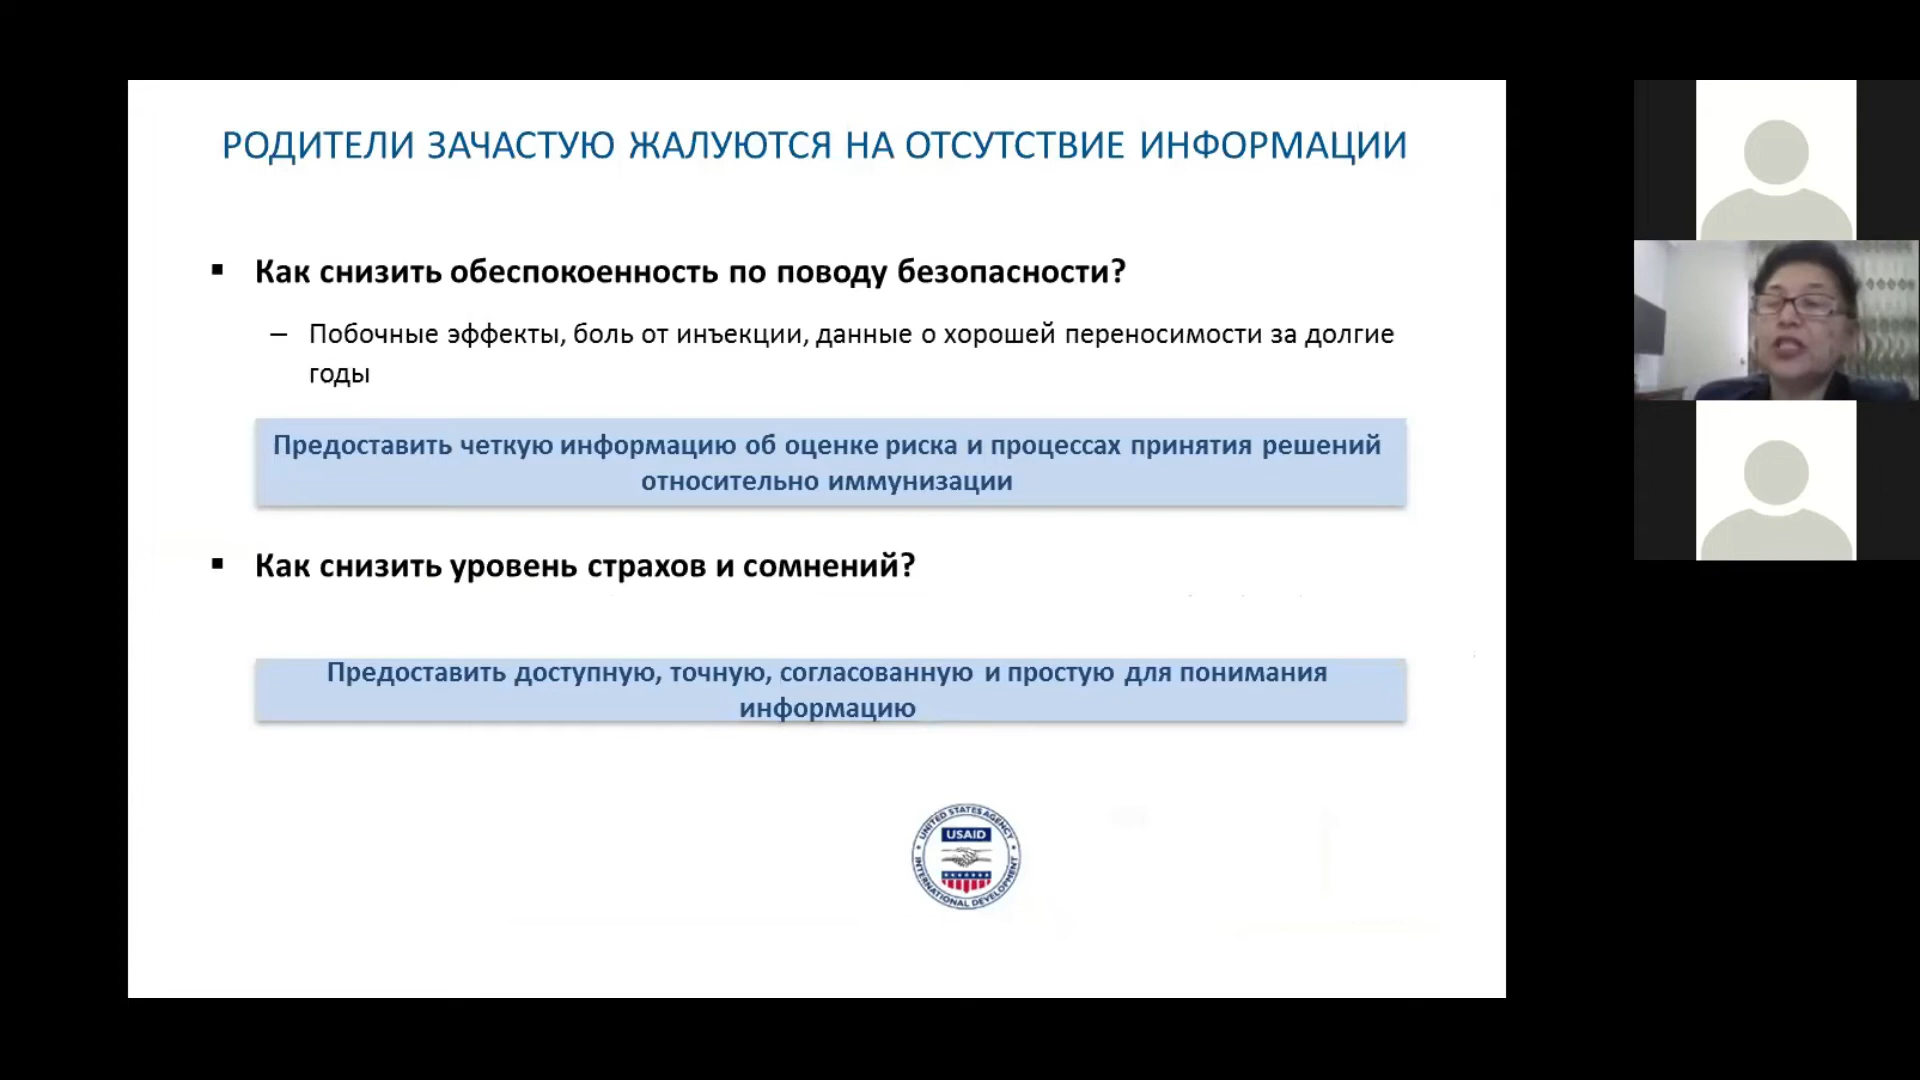 РОДИТЕЛИ ЗАЧАСТУЮ ЖАЛУЮТСЯ НА ОТСУТСТВИЕ ИНФОРМАЦИИ
▪ Как снизить обеспокоенность по поводу безопасности?
– Побочные эффекты, боль от инъекции, данные о хорошей переносимости за долгие
годы
Предоставить четкую информацию об оценке риска и процессах принятия решений
относительно иммунизации
▪ Как снизить уровень страхов и сомнений?
Предоставить доступную, точную, согласованную и простую для понимания
информацию
UNITED STATES AGENCY
USAID
INTERNATIONAL DEVELOPMENT